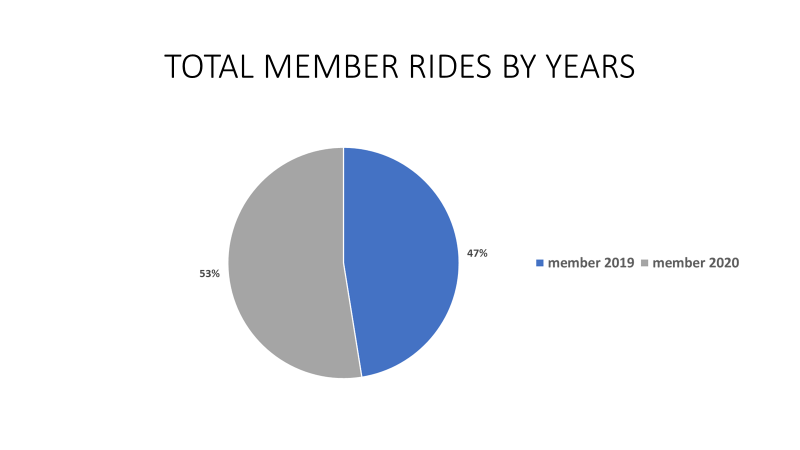 TOTAL MEMBER RIDES BY YEARS
47%
53%
member 2019 member 2020